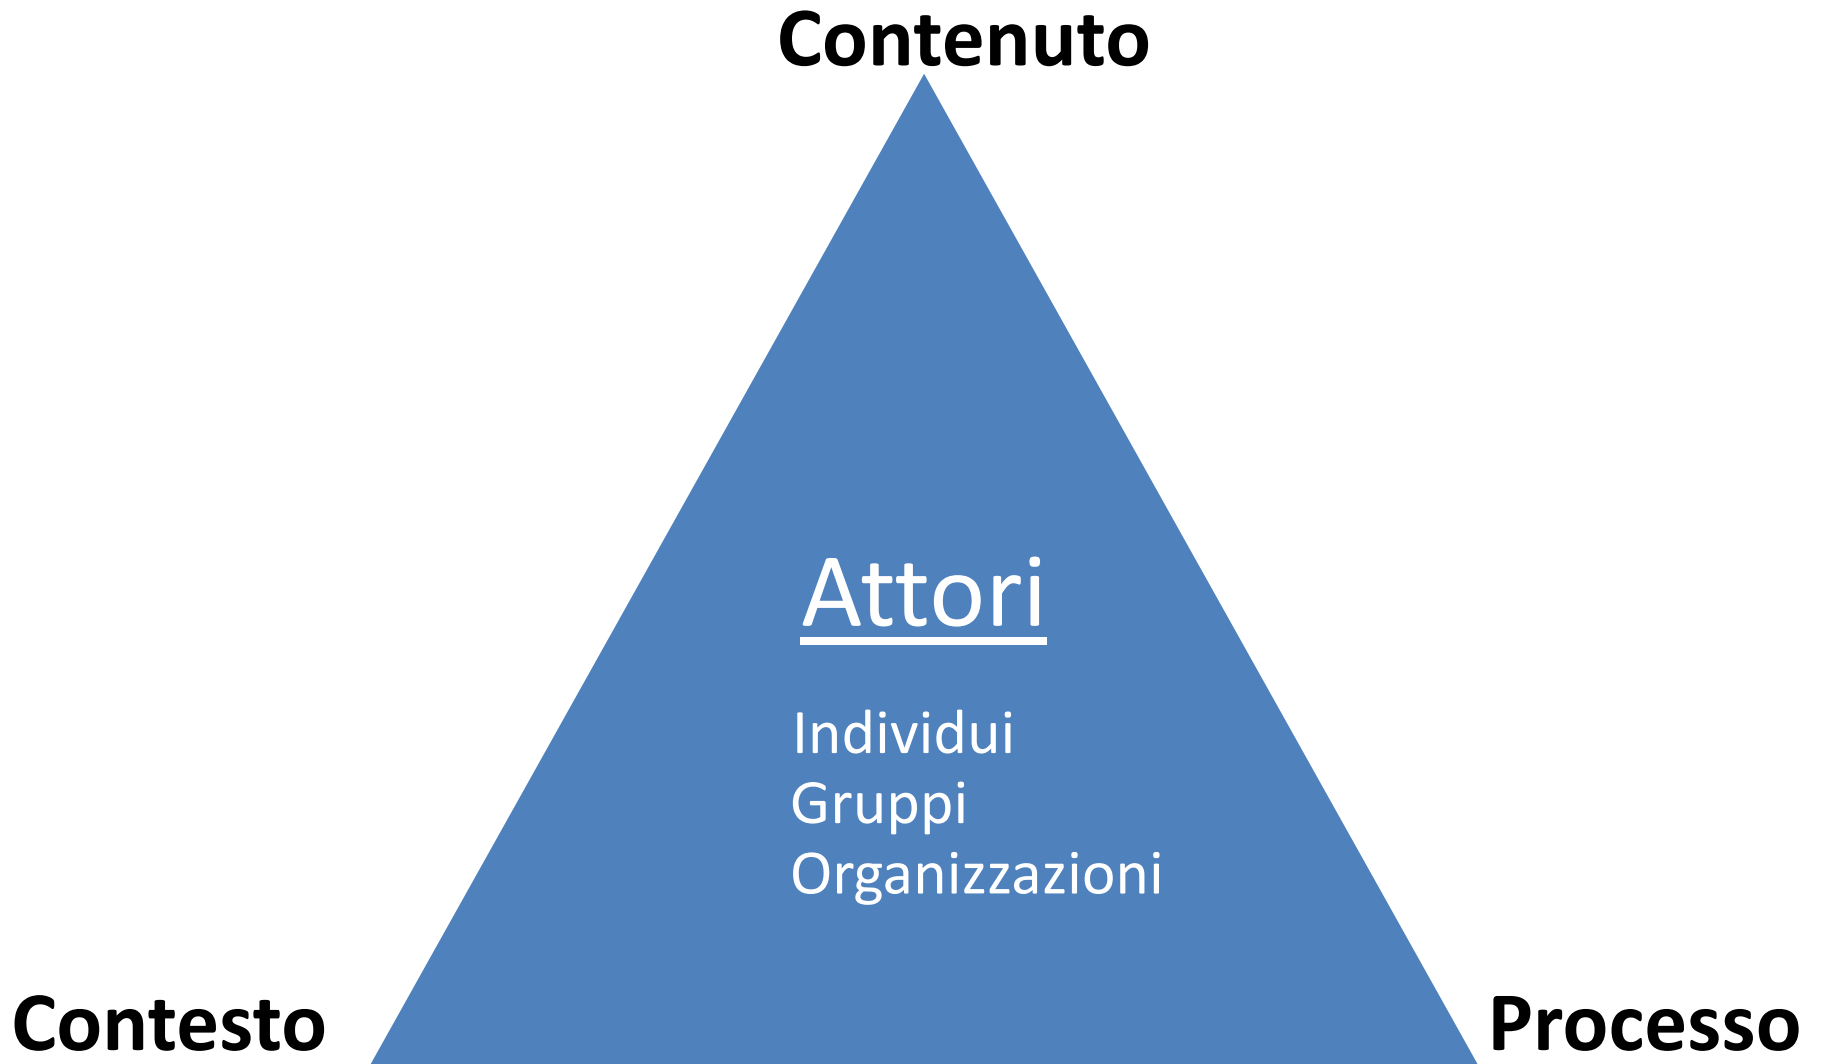 Contenuto
Attori
Individui
Gruppi
Organizzazioni
Contesto
Processo